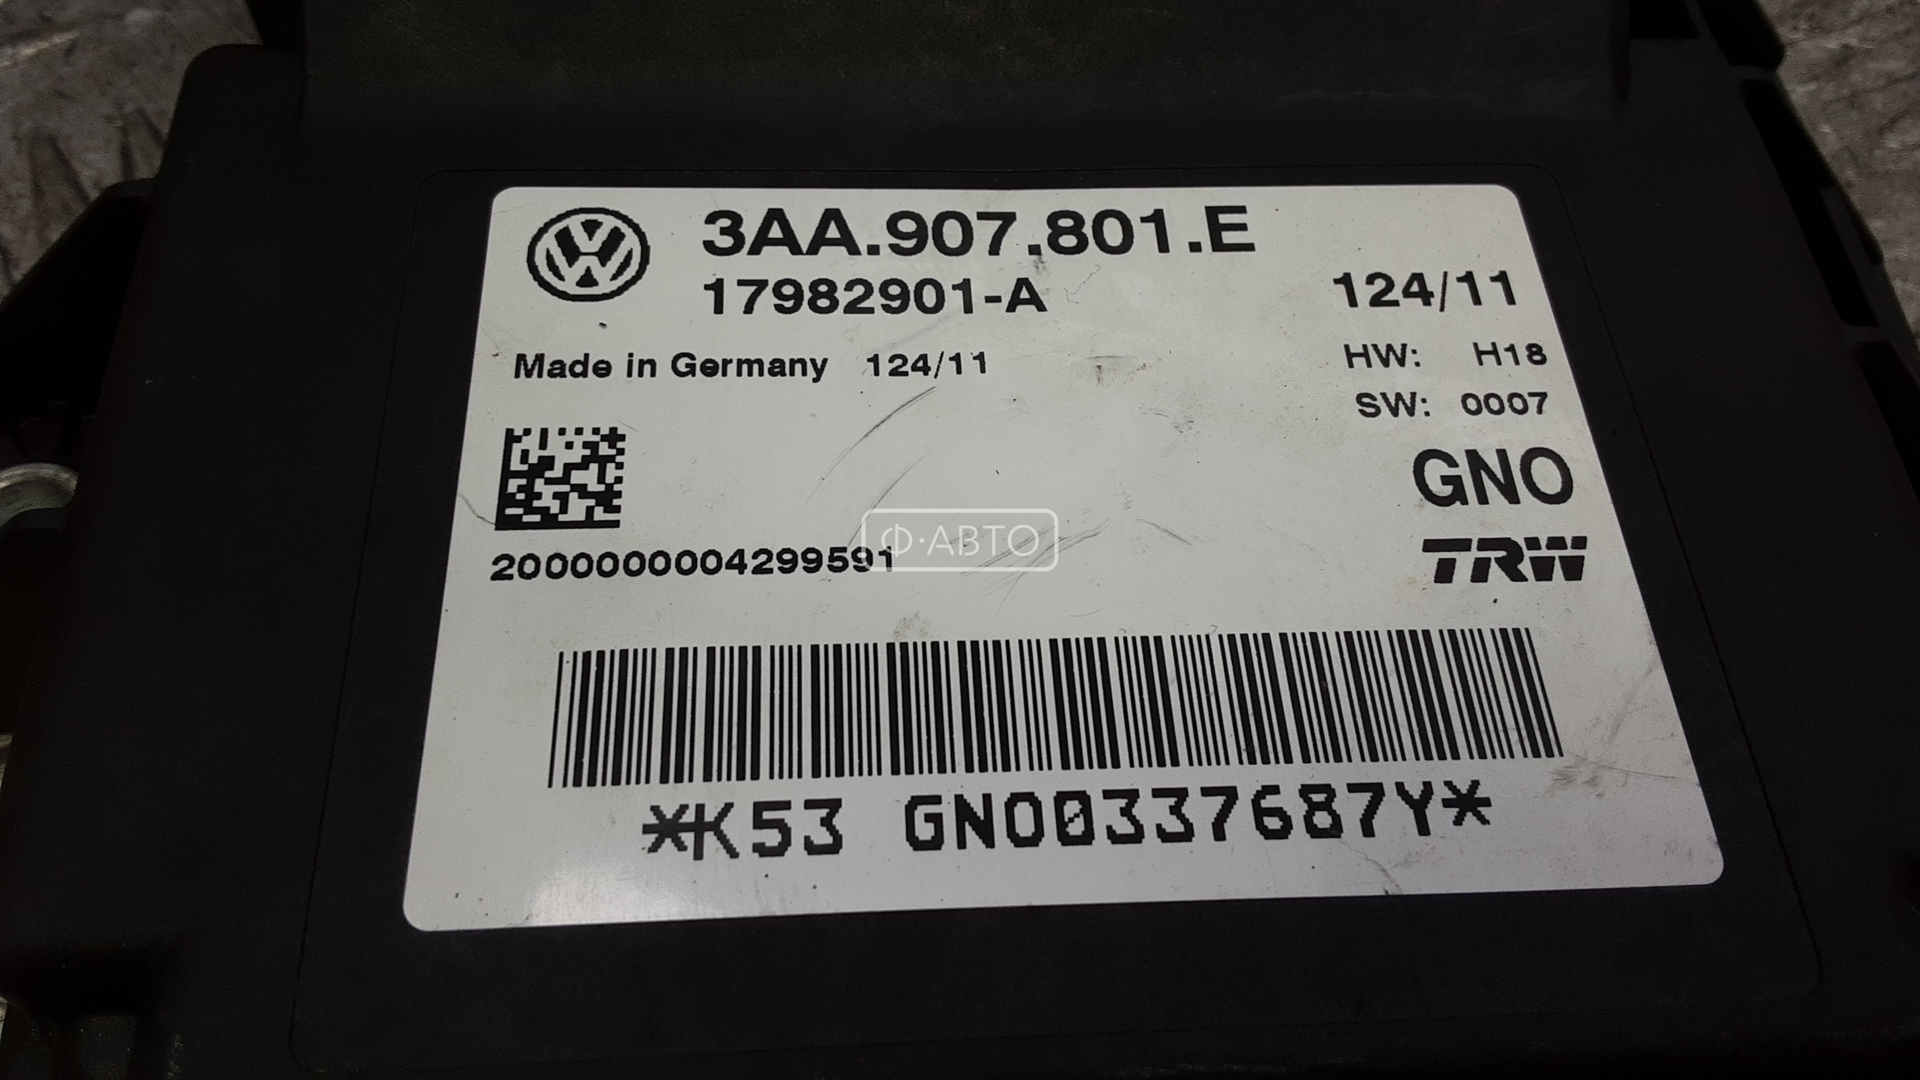 3AA.907.801.E
17982901-A
124/11
Made in Germany 124/11
HW: H18
SW: 0007
GNO
2000000004299591
Ф·АВТО
TRW
*K53 GNO00337687Y*